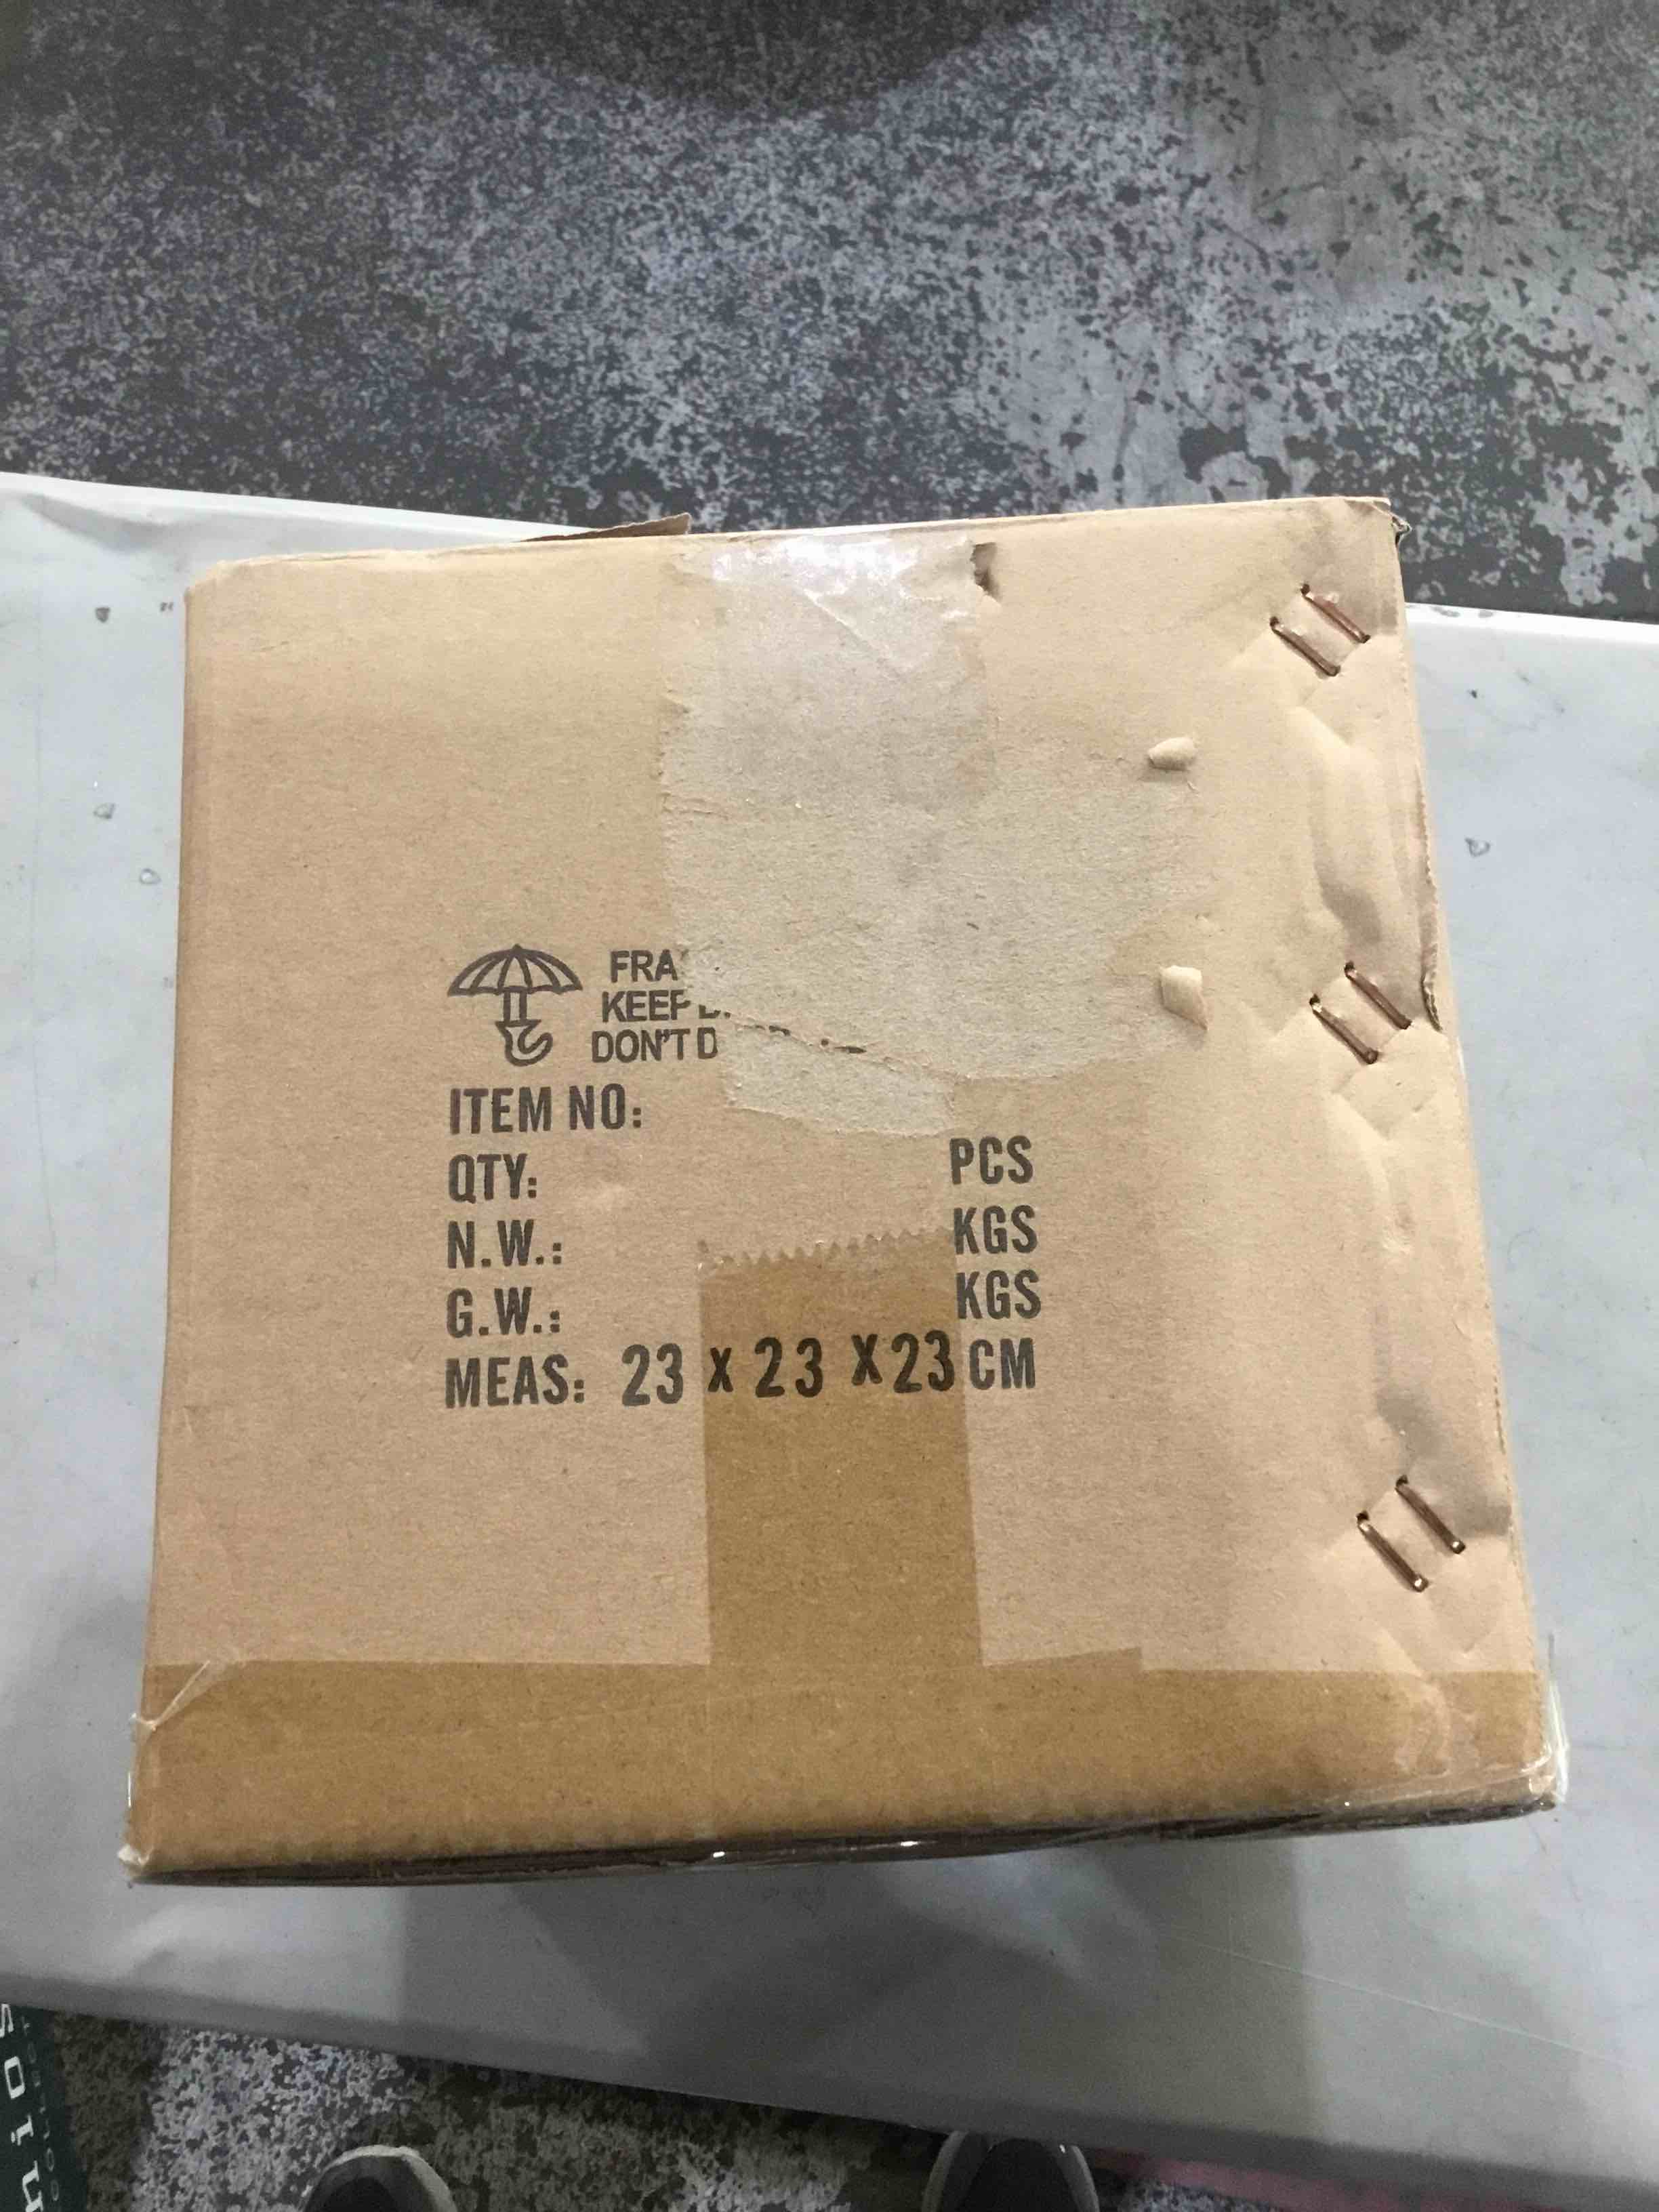 FRA
KEEP
DON'T D
ITEM NO:
QTY: PCS
N.W.: KGS
G.W.: KGS
MEAS: 23 x 23 X 23 CM